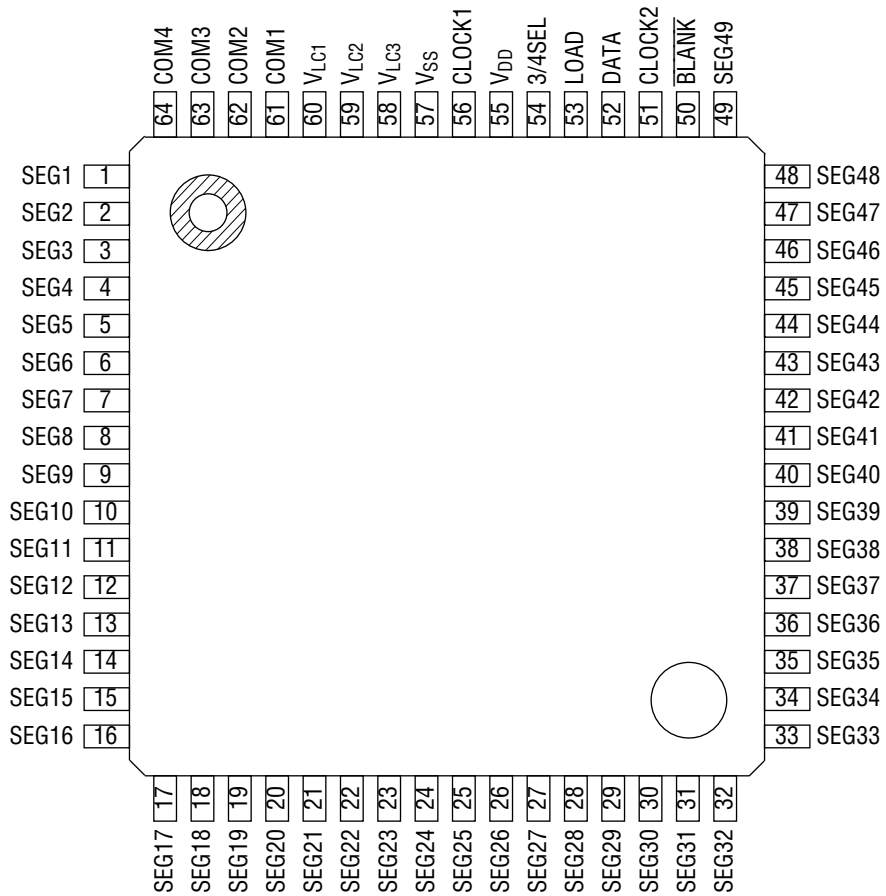 COM4 COM3 COM2 COM1 VLC1 VLC2 VLC3 VSS CLOCK1 VDD 3/4SEL LOAD DATA CLOCK2 BLANK SEG49
64 63 62 61 60 59 58 57 56 55 54 53 52 51 50 49
SEG1 1 48 SEG48
SEG2 2 47 SEG47
SEG3 3 46 SEG46
SEG4 4 45 SEG45
SEG5 5 44 SEG44
SEG6 6 43 SEG43
SEG7 7 42 SEG42
SEG8 8 41 SEG41
SEG9 9 40 SEG40
SEG10 10 39 SEG39
SEG11 11 38 SEG38
SEG12 12 37 SEG37
SEG13 13 36 SEG36
SEG14 14 35 SEG35
SEG15 15 34 SEG34
SEG16 16 33 SEG33
17 18 19 20 21 22 23 24 25 26 27 28 29 30 31 32
SEG17 SEG18 SEG19 SEG20 SEG21 SEG22 SEG23 SEG24 SEG25 SEG26 SEG27 SEG28 SEG29 SEG30 SEG31 SEG32